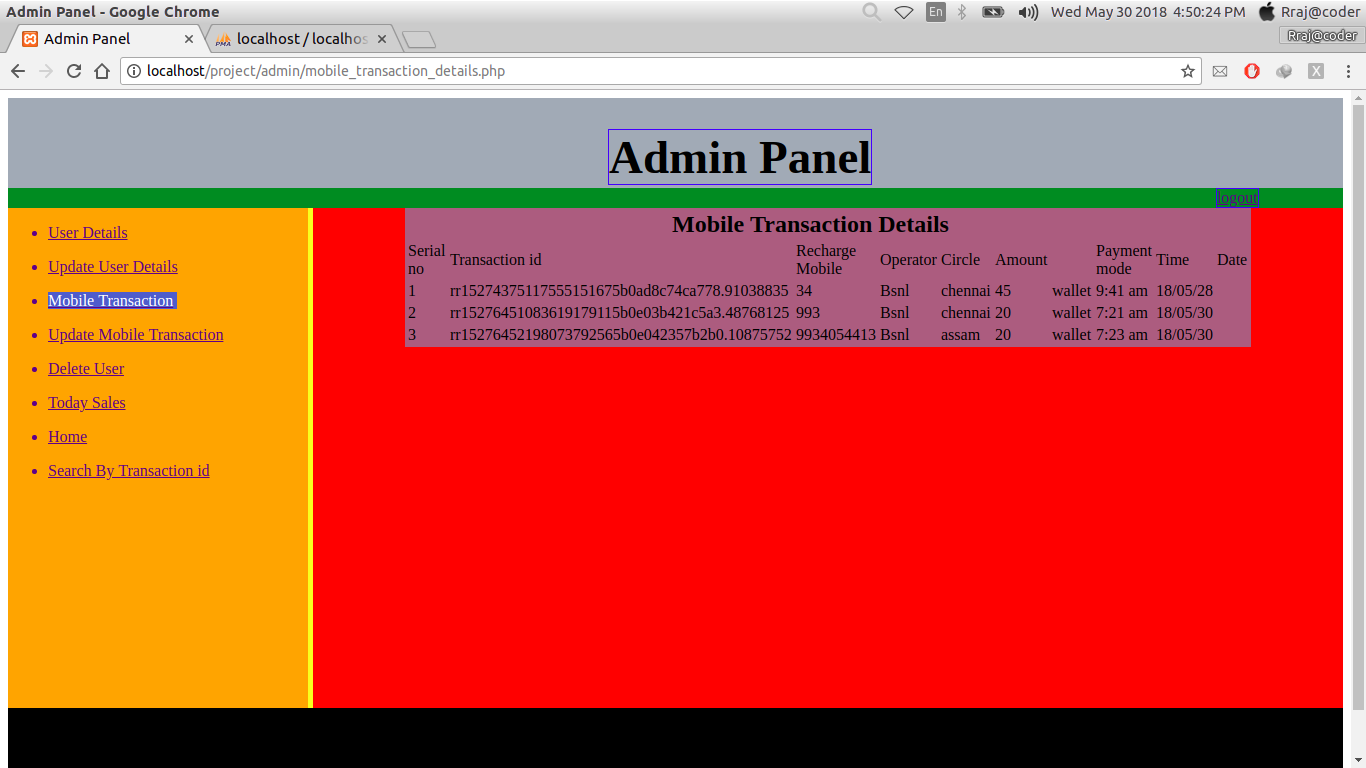 Admin Panel - Google Chrome
En
Wed May 30 2018 4:50:24 PM
Rraj@coder
Admin Panel
PMA
localhost / localhos
Rraj@coder
localhost/project/admin/mobile_transaction_details.php
X
Admin Panel
logout
User Details
Update User Details
Mobile Transaction
Update Mobile Transaction
Delete User
Today Sales
Home
Search By Transaction id
Mobile Transaction Details
Serial no Transaction id Recharge Mobile Operator Circle Amount Payment mode Time Date
1 rr15274375117555151675b0ad8c74ca778.91038835 34 Bsnl chennai 45 wallet 9:41 am 18/05/28
2 rr15276451083619179115b0e03b421c5a3.48768125 993 Bsnl chennai 20 wallet 7:21 am 18/05/30
3 rr15276452198073792565b0e042357b2b0.10875752 9934054413 Bsnl assam 20 wallet 7:23 am 18/05/30